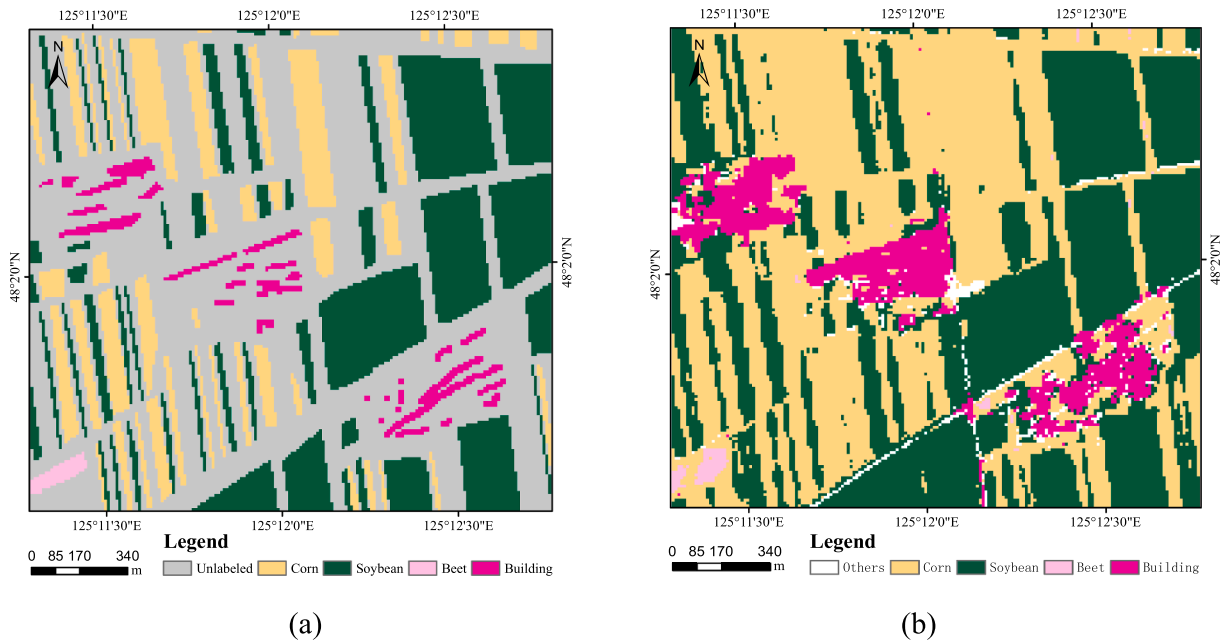 125°11'30"E 125°12'0"E 125°12'30"E
N
48°2'0"N
48°2'0"N
125°11'30"E 125°12'0"E 125°12'30"E
0 85 170 340
m
Legend
Unlabeled Corn Soybean Beet Building
(a)
125°11'30"E 125°12'0"E 125°12'30"E
N
48°2'0"N
48°2'0"N
125°11'30"E 125°12'0"E 125°12'30"E
0 85 170 340
m
Legend
Others Corn Soybean Beet Building
(b)